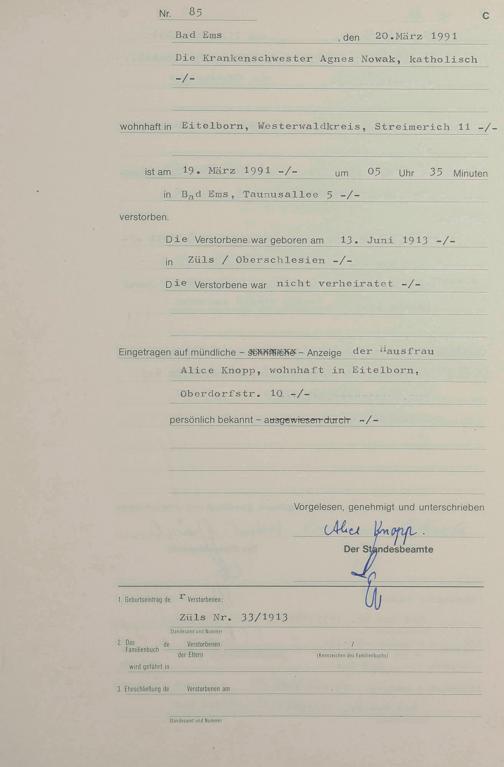 Nr. 85 C
Bad Ems , den 20.März 1991
Die Krankenschwester Agnes Nowak, katholisch
-/-
wohnhaft in Eitelborn, Westerwaldkreis, Streimerich 11 -/-
ist am 19. März 1991 -/- um 05 Uhr 35 Minuten
in Bad Ems, Taunusallee 5 -/-
verstorben.
Die Verstorbene war geboren am 13. Juni 1913 -/-
in Züls / Oberschlesien -/-
Die Verstorbene war nicht verheiratet -/-
Eingetragen auf mündliche – schriftliche – Anzeige der Hausfrau
Alice Knopp, wohnhaft in Eitelborn,
Oberdorfstr. 10 -/-
persönlich bekannt – ausgewiesen durch -/-
Vorgelesen, genehmigt und unterschrieben
Alice Knopp.
Der Standesbeamte
1. Geburtseintrag de r Verstorbenen:
Züls Nr. 33/1913
Standesamt und Nummer
2. Das Familienbuch de Verstorbenen /
der Eltern (Kennzeichen des Familienbuchs)
wird geführt in
3. Eheschließung de Verstorbenen am
Standesamt und Nummer